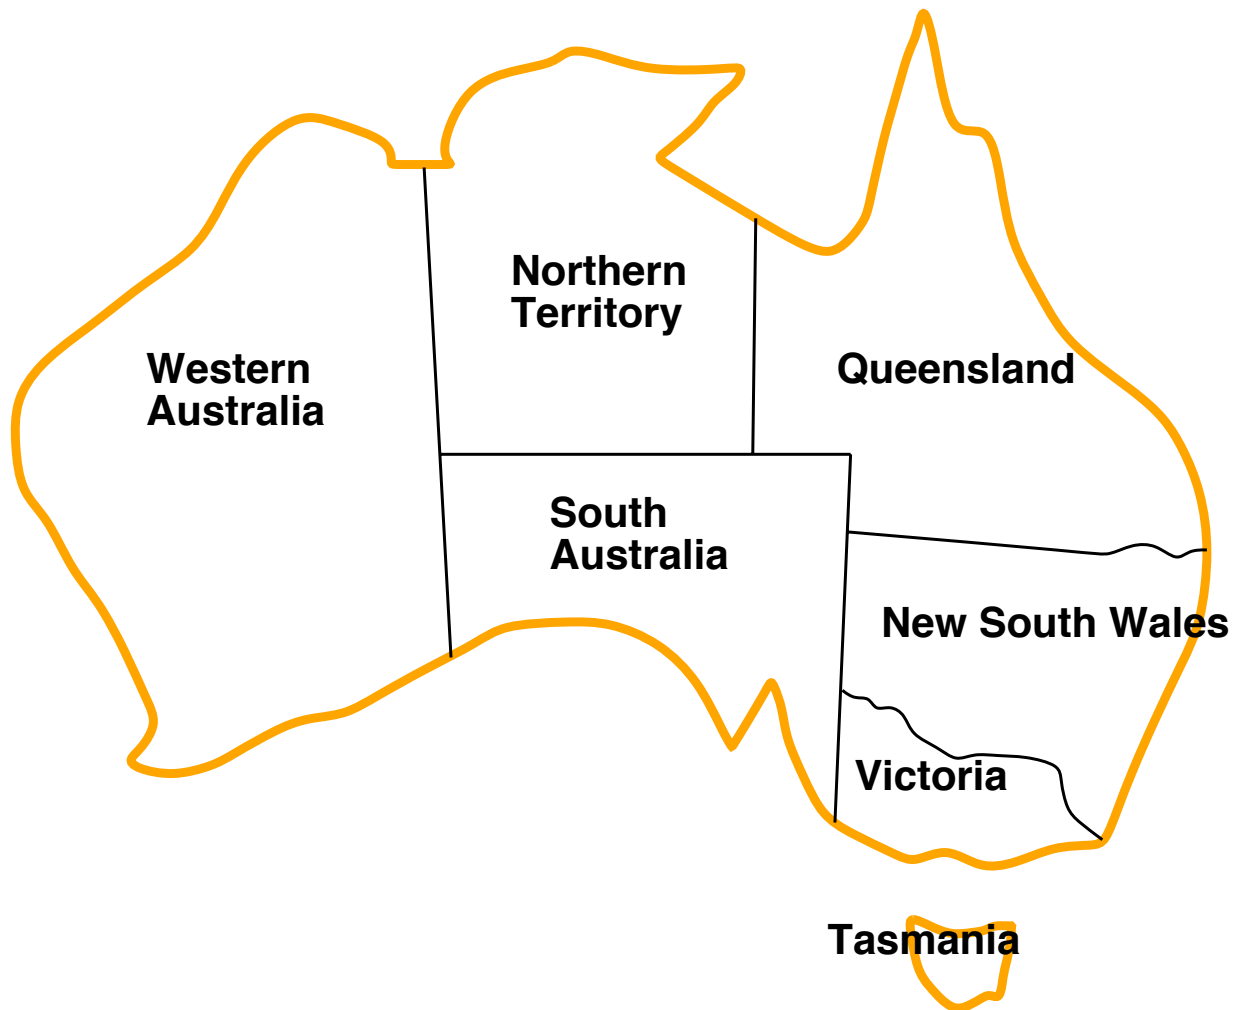 Northern
Territory
Western
Australia
Queensland
South
Australia
New South Wales
Victoria
Tasmania